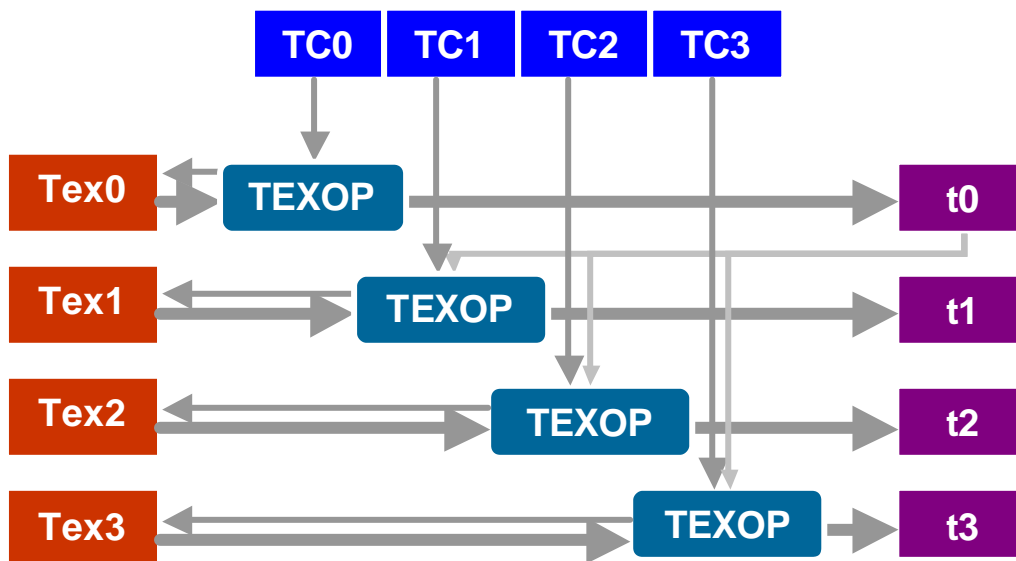 TC0 TC1 TC2 TC3
Tex0 TEXOP t0
Tex1 TEXOP t1
Tex2 TEXOP t2
Tex3 TEXOP t3